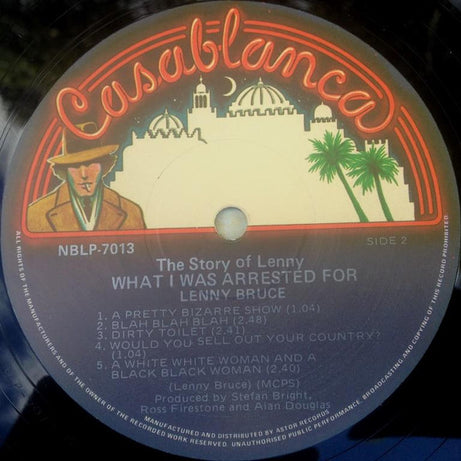 Casablanca
NBLP-7013
SIDE 2
The Story of Lenny
WHAT I WAS ARRESTED FOR
LENNY BRUCE
1. A PRETTY BIZARRE SHOW (1.04)
2. BLAH BLAH BLAH (2.48)
3. DIRTY TOILET (2.41)
4. WOULD YOU SELL OUT YOUR COUNTRY?
(1.04)
5. A WHITE WHITE WOMAN AND A
BLACK BLACK WOMAN (2.40)
(Lenny Bruce) (MCPS)
Produced by Stefan Bright,
Ross Firestone and Alan Douglas
MANUFACTURED AND DISTRIBUTED BY ASTOR RECORDS
ALL RIGHTS OF THE MANUFACTURERS AND OF THE OWNER OF THE RECORDED WORK RESERVED. UNAUTHORISED PUBLIC PERFORMANCE, BROADCASTING AND COPYING OF THIS RECORD PROHIBITED.